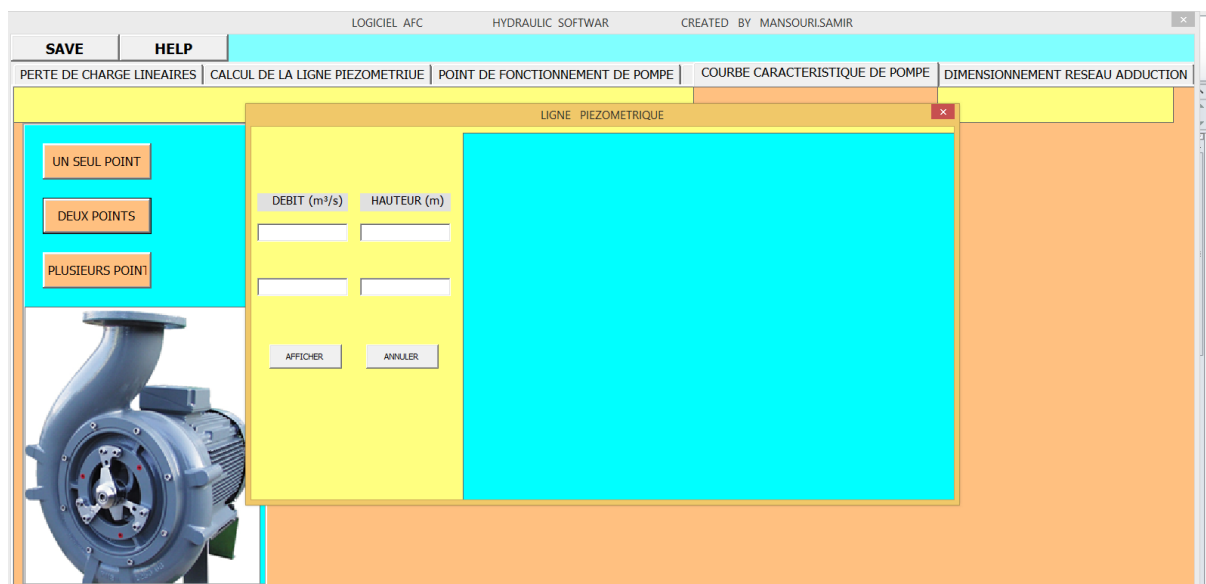 LOGICIEL AFC HYDRAULIC SOFTWAR CREATED BY MANSOURI.SAMIR
SAVE HELP
PERTE DE CHARGE LINEAIRES CALCUL DE LA LIGNE PIEZOMETRIUE POINT DE FONCTIONNEMENT DE POMPE COURBE CARACTERISTIQUE DE POMPE DIMENSIONNEMENT RESEAU ADDUCTION
LIGNE PIEZOMETRIQUE
UN SEUL POINT
DEUX POINTS
PLUSIEURS POINT
DEBIT (m³/s) HAUTEUR (m)
AFFICHER ANNULER